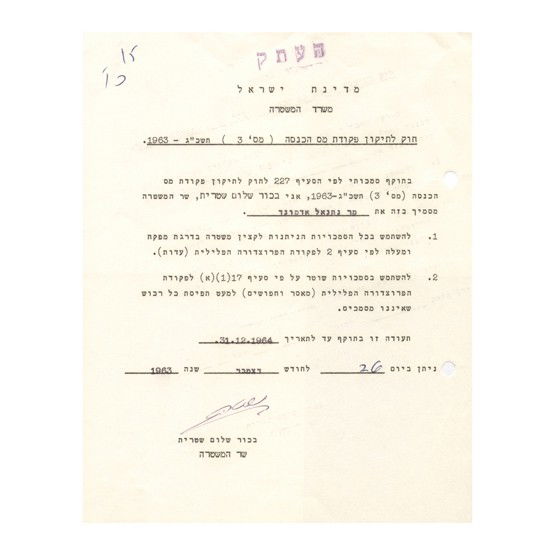 העתק
מדינת ישראל
משרד המשטרה
חוק לתיקון פקודת מס הכנסה ( מס' 3 ) תשכ"ג - 1963.
בתוקף סמכותי לפי הסעיף 227 לחוק לתיקון פקודת מס
הכנסה (מס' 3) תשכ"ג-1963, אני בכור שלום שטרית, שר המשטרה
מסמיך בזה את מר נתנאל אדמונד
1. להשתמש בכל הסמכויות הניתנות לקצין משטרה בדרגת מפקח
ומעלה לפי סעיף 2 לפקודת הפרוצדורה הפלילית (עדות).
2. להשתמש בסמכויות שוטר על פי סעיף 17(1)(א) לפקודת
הפרוצדורה הפלילית (מאסר וחפושים) למעט תפיסת כל רכוש
שאיננו מסמכים.
תעודה זו בתוקף עד לתאריך 31.12.1964.
ניתן ביום 26 לחודש דצמבר שנה 1963
בכור שלום שטרית
שר המשטרה